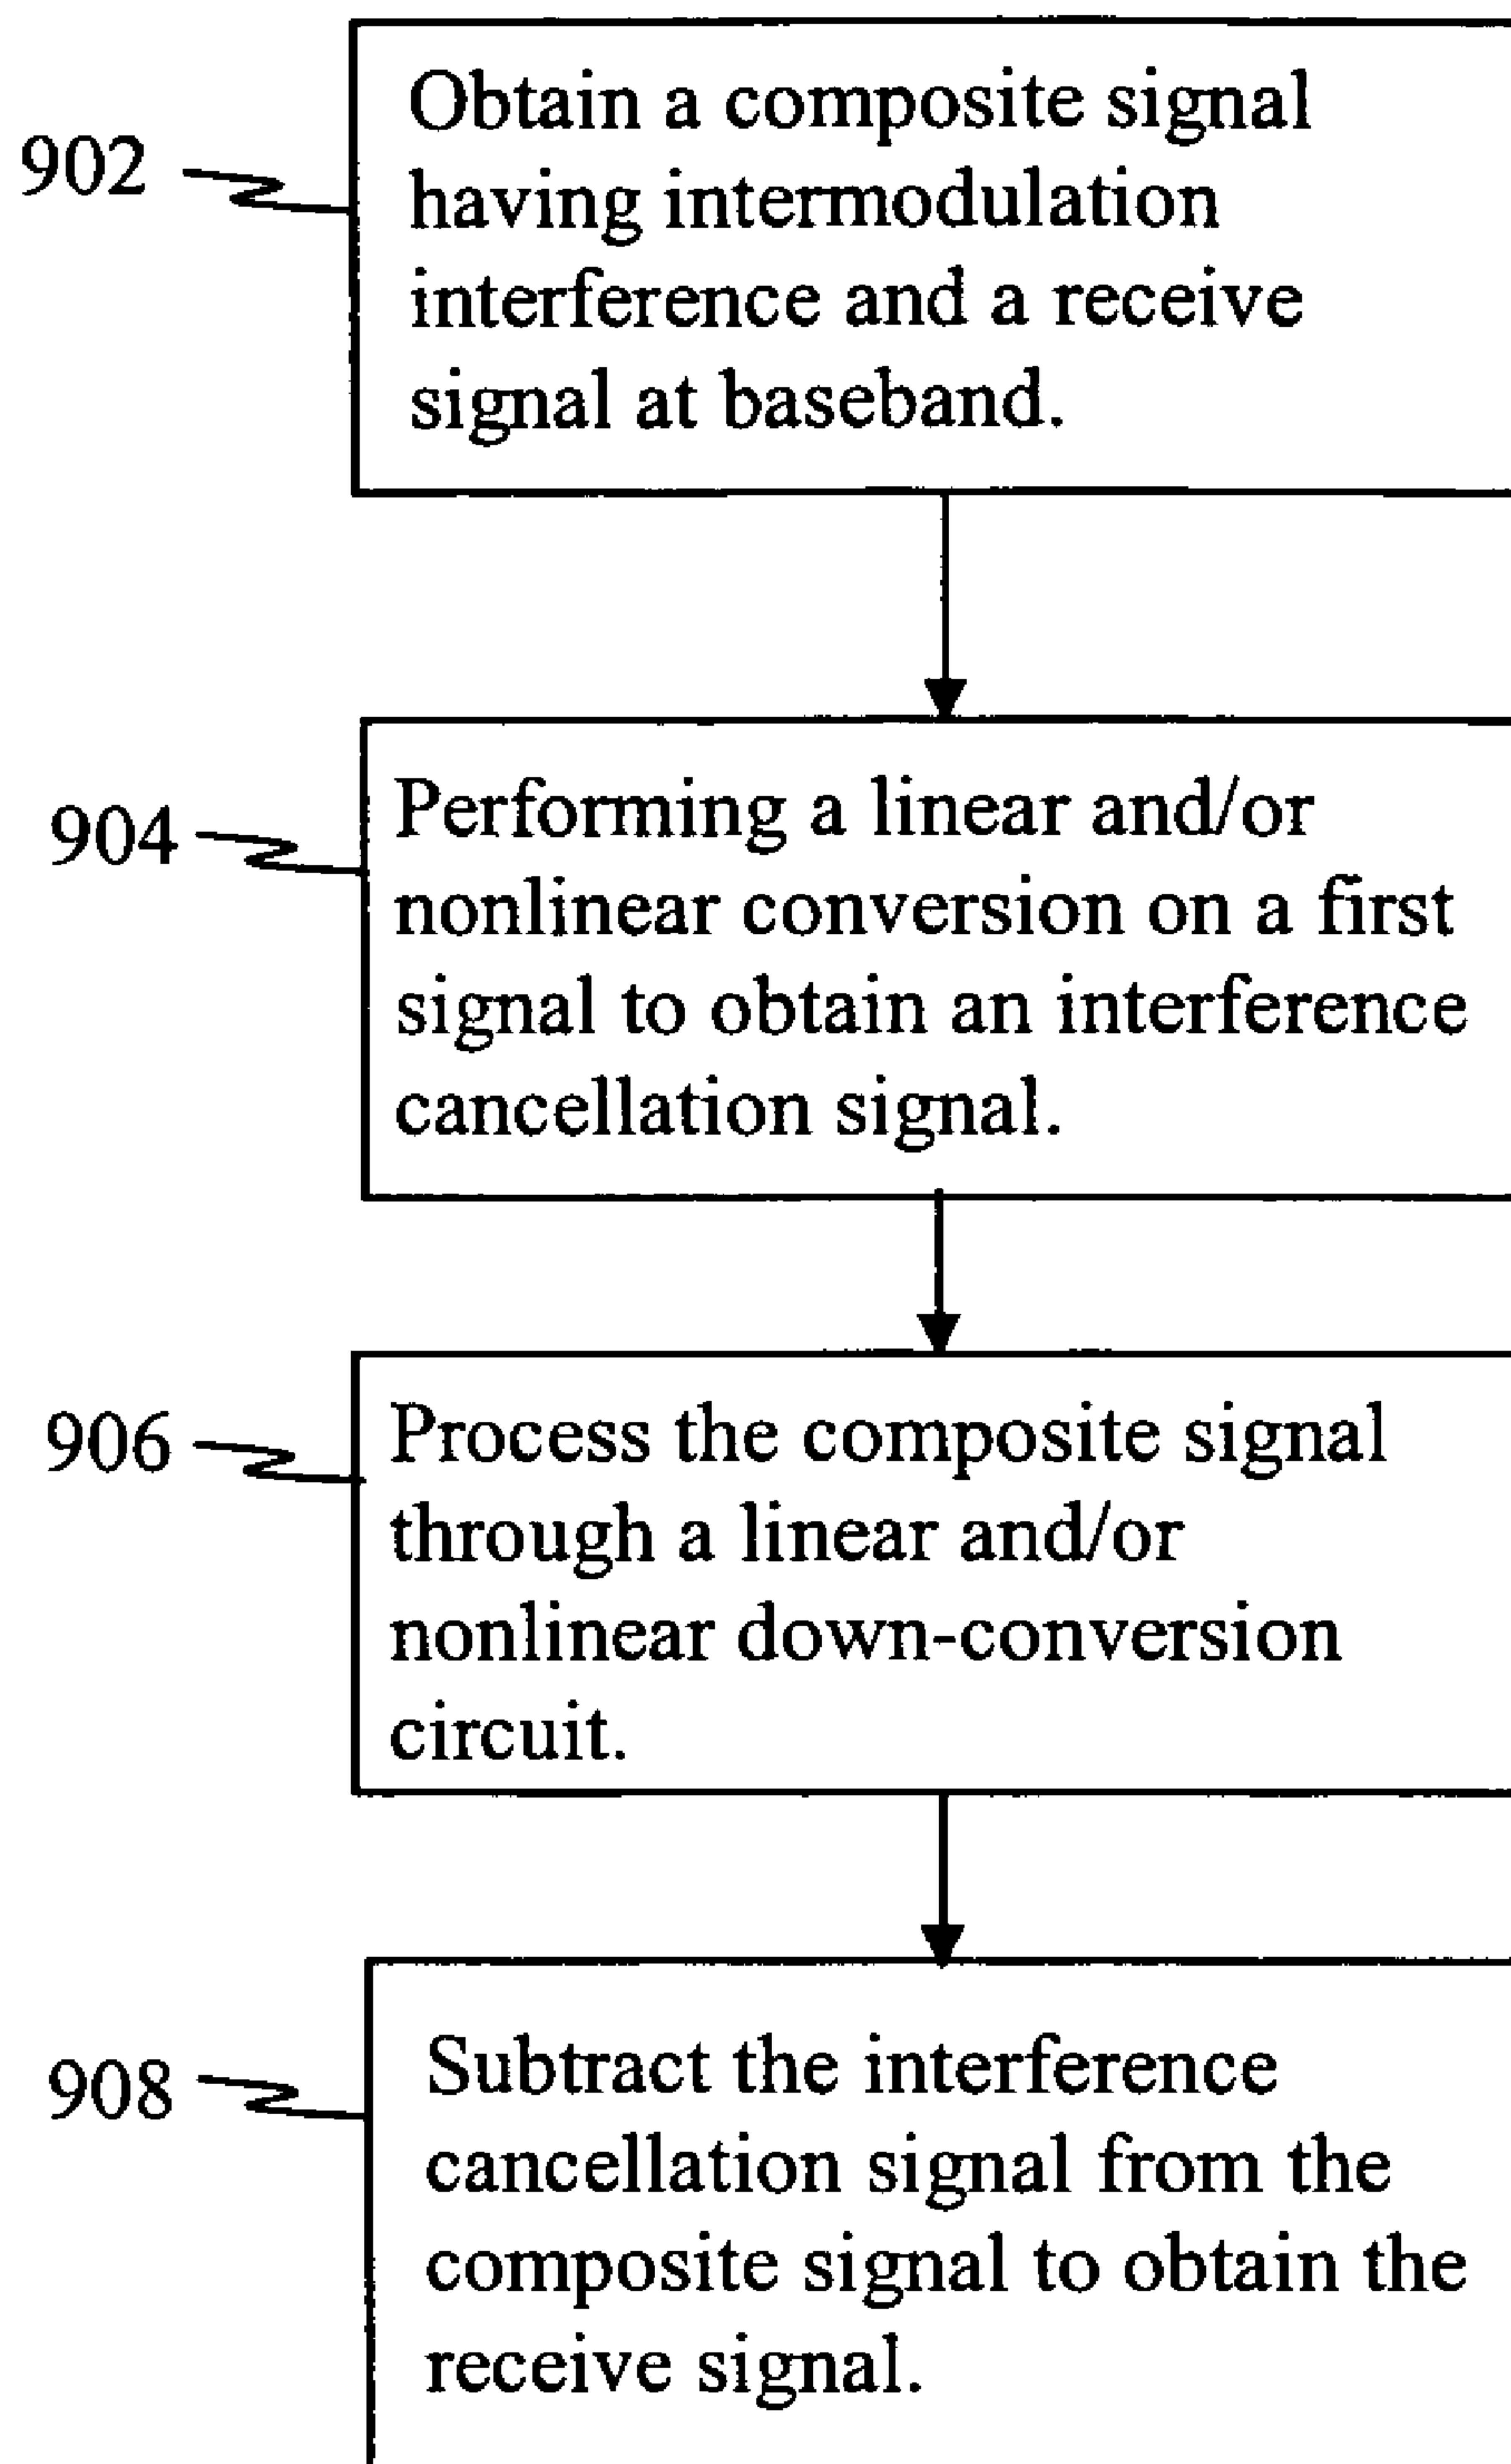 902
Obtain a composite signal
having intermodulation
interference and a receive
signal at baseband.
904
Performing a linear and/or
nonlinear conversion on a first
signal to obtain an interference
cancellation signal.
906
Process the composite signal
through a linear and/or
nonlinear down-conversion
circuit.
908
Subtract the interference
cancellation signal from the
composite signal to obtain the
receive signal.